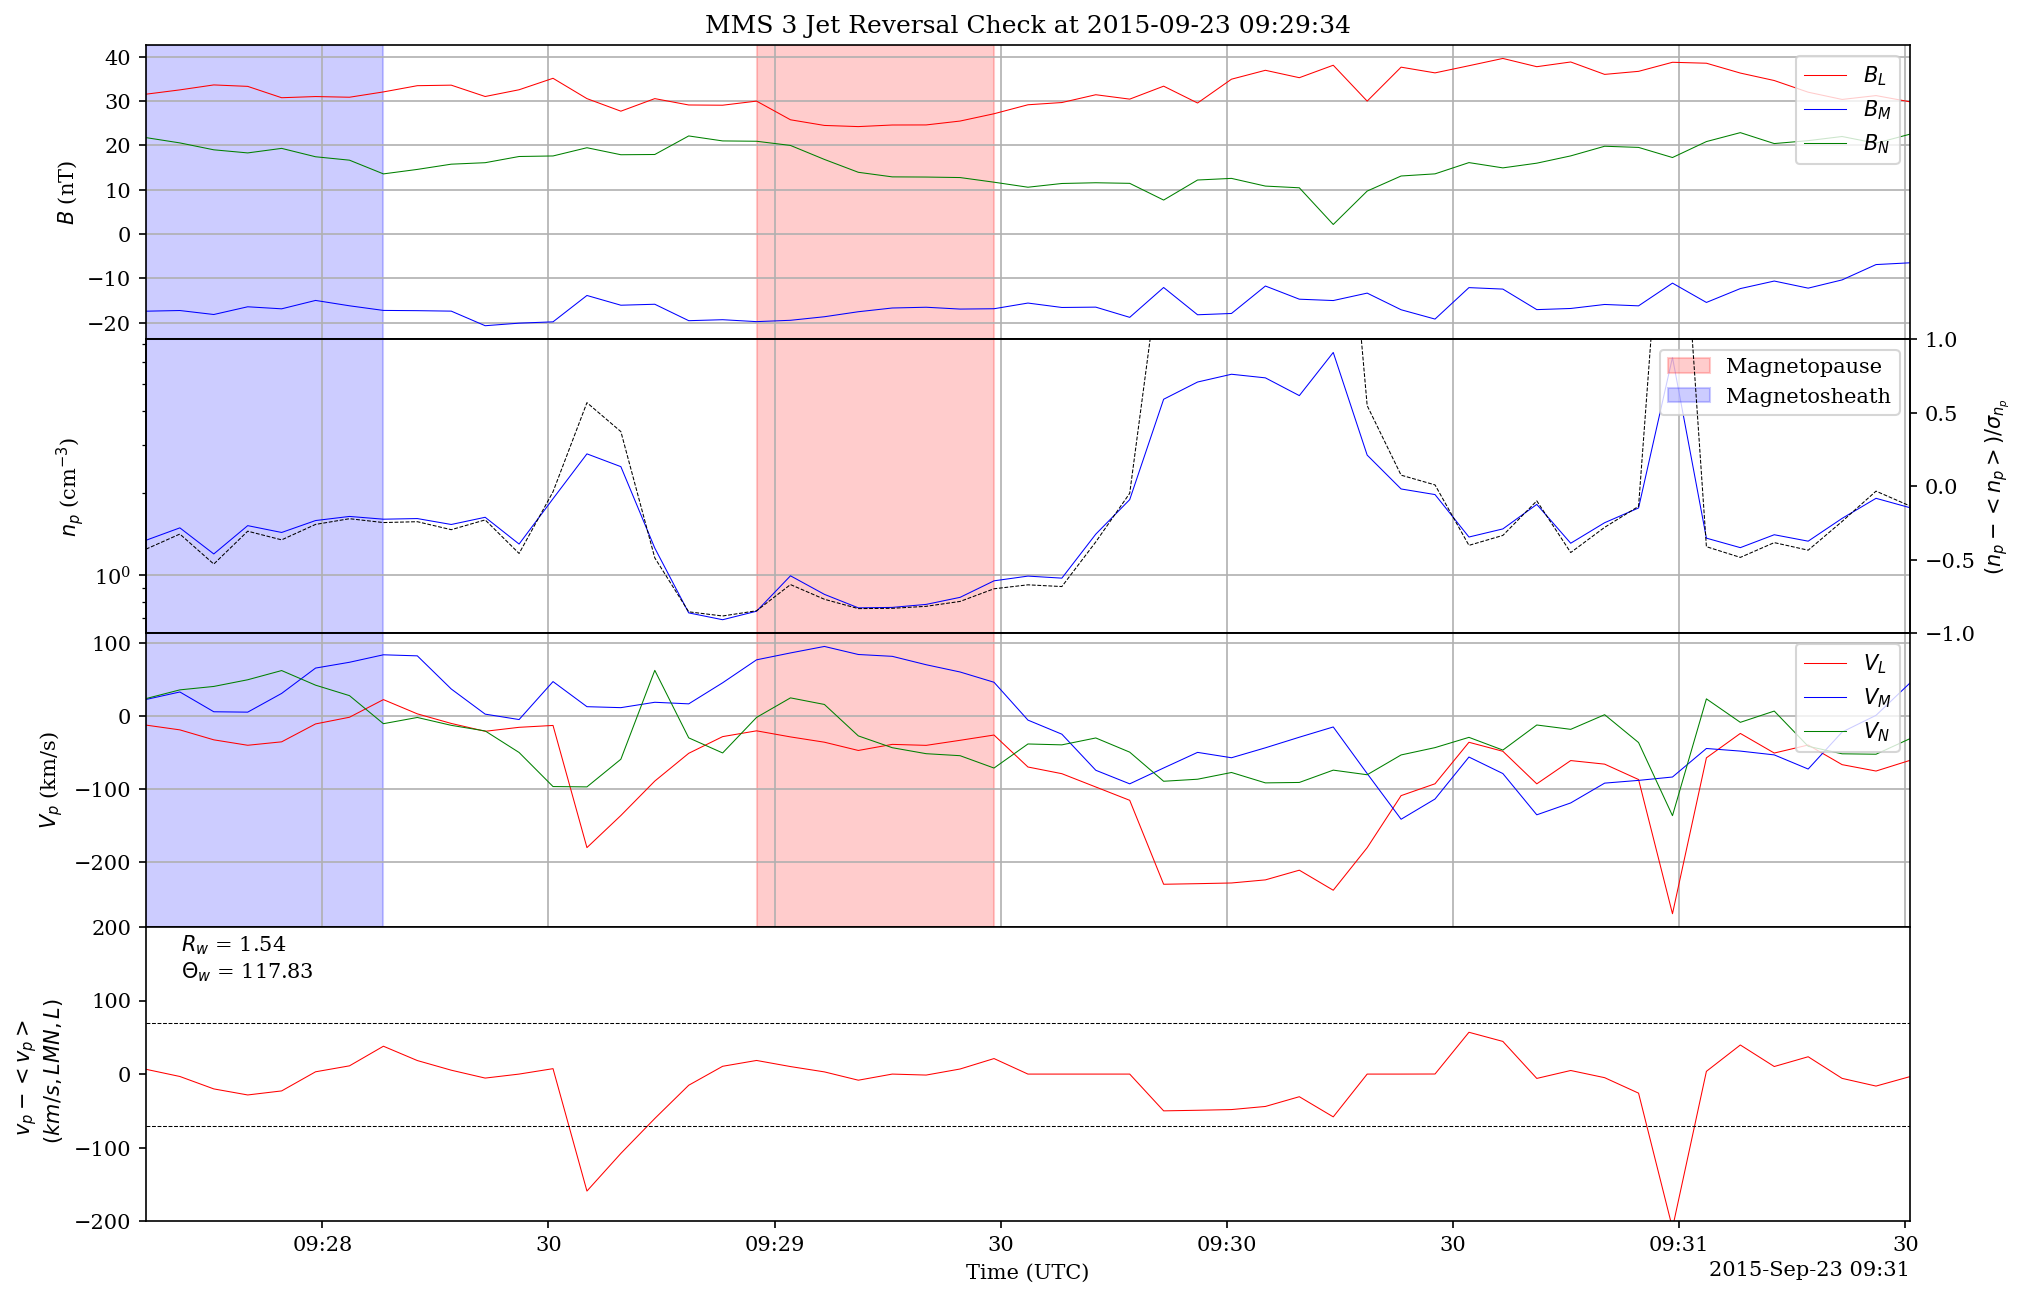 MMS 3 Jet Reversal Check at 2015-09-23 09:29:34
40
30
20
10
0
−10
−20
B (nT)
B_L
B_M
B_N
10^0
n_p (cm^{−3})
Magnetopause
Magnetosheath
1.0
0.5
0.0
−0.5
−1.0
(n_p − < n_p >)/σ_{n_p}
100
0
−100
−200
V_p (km/s)
V_L
V_M
V_N
200
100
0
−100
−200
v_p − < v_p >
(km/s, LMN, L)
R_w = 1.54
Θ_w = 117.83
09:28 30 09:29 30 09:30 30 09:31 30
Time (UTC)
2015-Sep-23 09:31